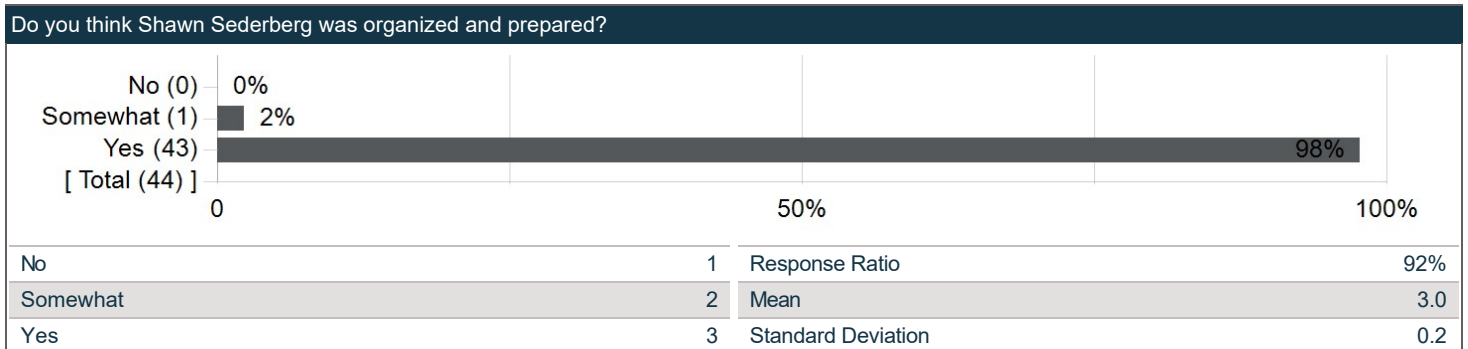 Do you think Shawn Sederberg was organized and prepared?
No (0) 0%
Somewhat (1) 2%
Yes (43) 98%
[ Total (44) ]
0 50% 100%
No 1 Response Ratio 92%
Somewhat 2 Mean 3.0
Yes 3 Standard Deviation 0.2